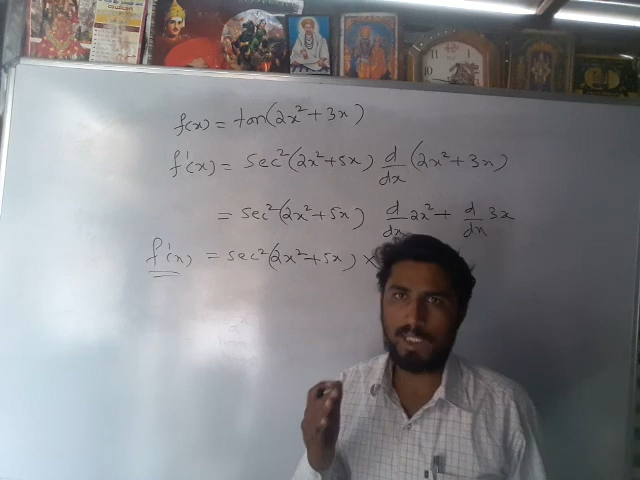 f(x) = tan(2x² + 3x)
f'(x) = sec²(2x² + 5x) d/dx (2x² + 3x)
= sec²(2x² + 5x) d/dx 2x² + d/dx 3x
f'(x) = sec²(2x² + 5x) ×